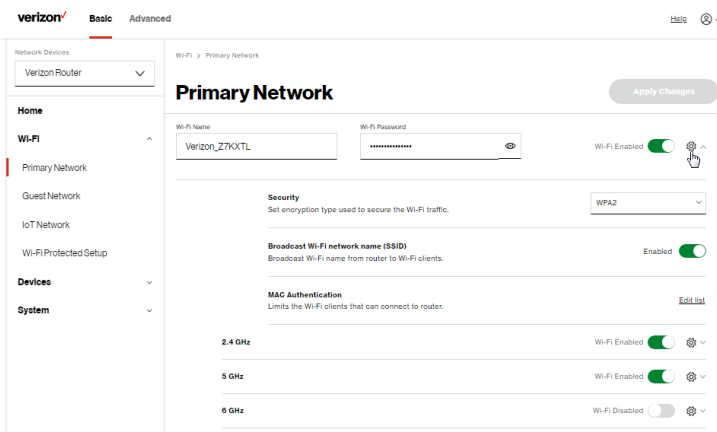 verizon Basic Advanced Help
Network Devices
Verizon Router
Home
Wi-Fi
Primary Network
Guest Network
IoT Network
Wi-Fi Protected Setup
Devices
System
Wi-Fi > Primary Network
Primary Network
Apply Changes
Wi-Fi Name
Verizon_Z7KXTL
Wi-Fi Password
•••••••••••••••
Wi-Fi Enabled
Security
Set encryption type used to secure the Wi-Fi traffic.
WPA2
Broadcast Wi-Fi network name (SSID)
Broadcast Wi-Fi name from router to Wi-Fi clients.
Enabled
MAC Authentication
Limits the Wi-Fi clients that can connect to router.
Edit list
2.4 GHz Wi-Fi Enabled
5 GHz Wi-Fi Enabled
6 GHz Wi-Fi Disabled